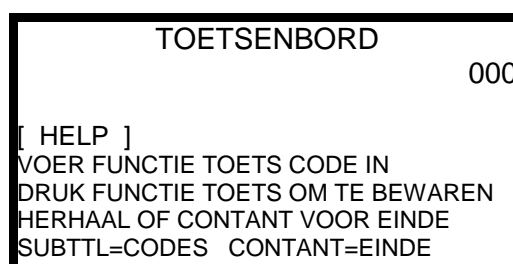 TOETSENBORD
000
[ HELP ]
VOER FUNCTIE TOETS CODE IN
DRUK FUNCTIE TOETS OM TE BEWAREN
HERHAAL OF CONTANT VOOR EINDE
SUBTTL=CODES CONTANT=EINDE